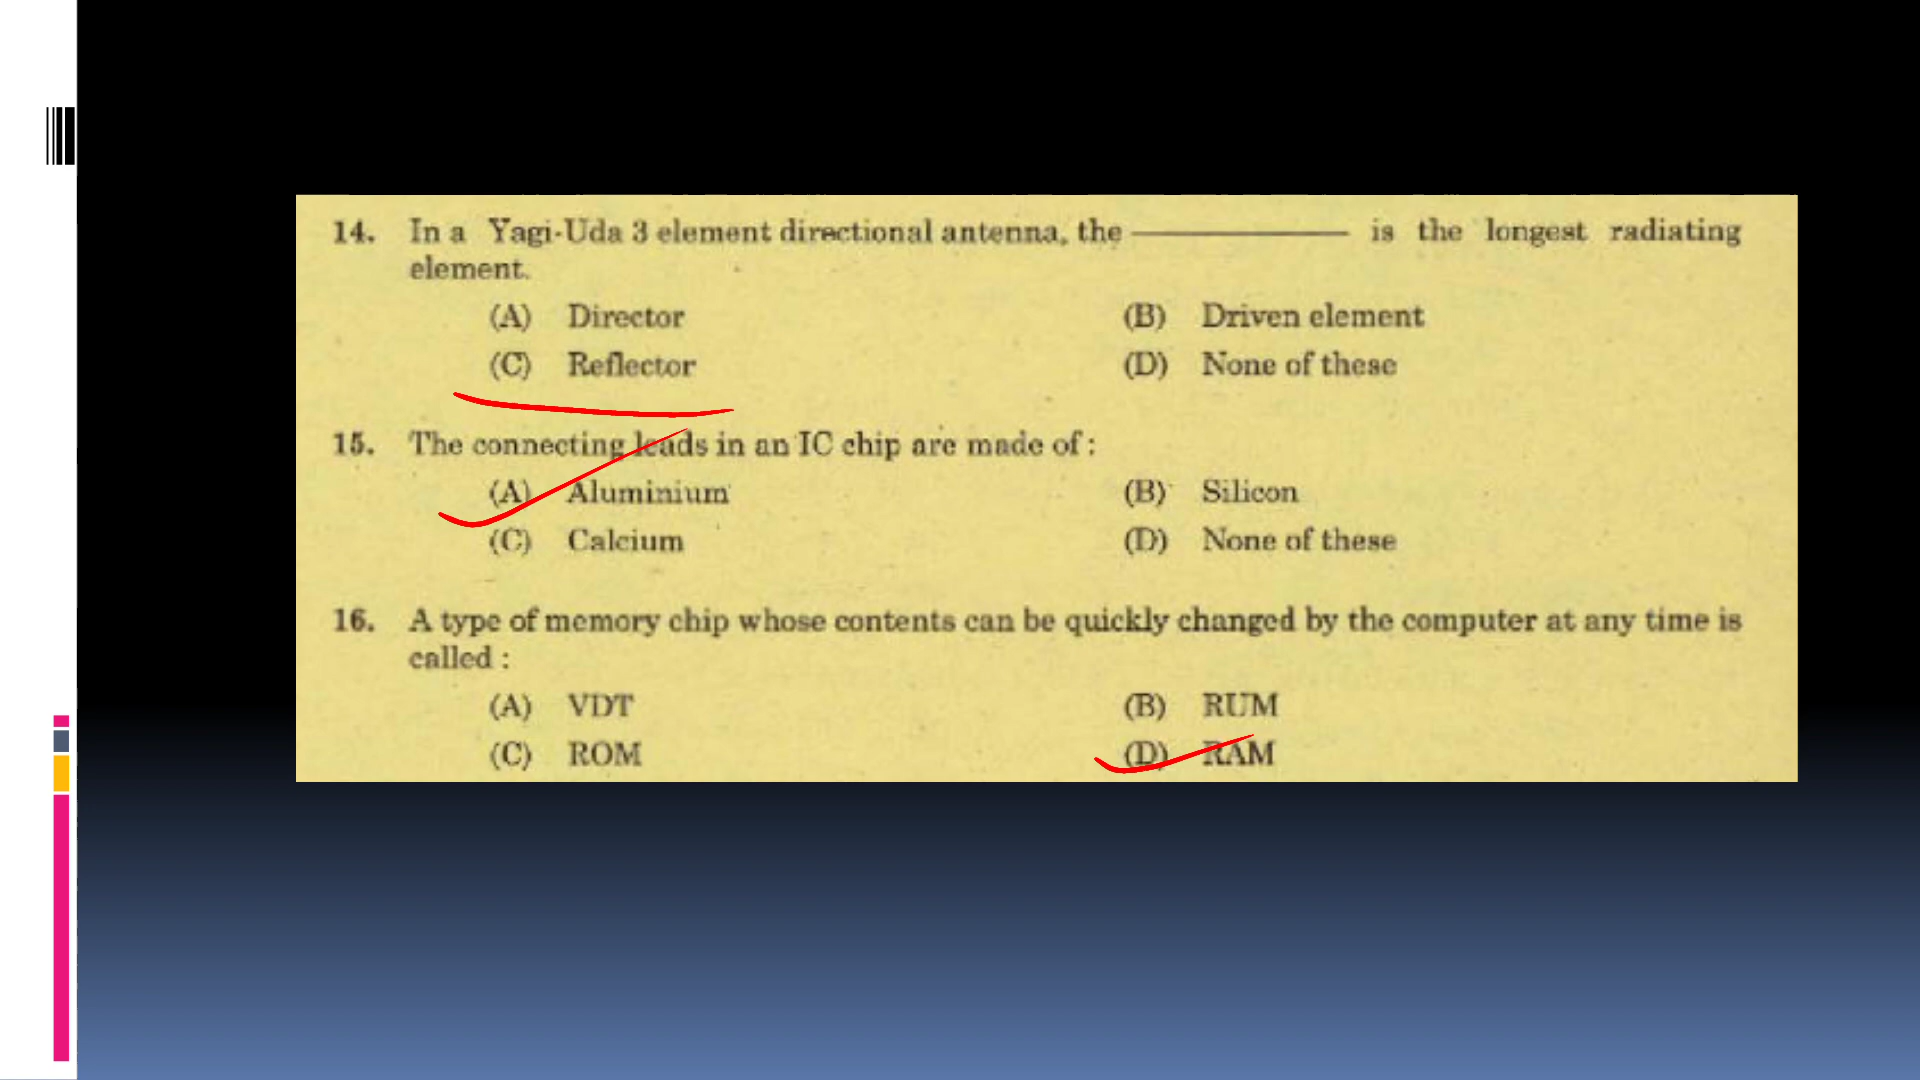 14. In a Yagi-Uda 3 element directional antenna, the ———— is the longest radiating
element.
(A) Director (B) Driven element
(C) Reflector (D) None of these
15. The connecting leads in an IC chip are made of :
(A) Aluminium (B) Silicon
(C) Calcium (D) None of these
16. A type of memory chip whose contents can be quickly changed by the computer at any time is
called :
(A) VDT (B) RUM
(C) ROM (D) RAM